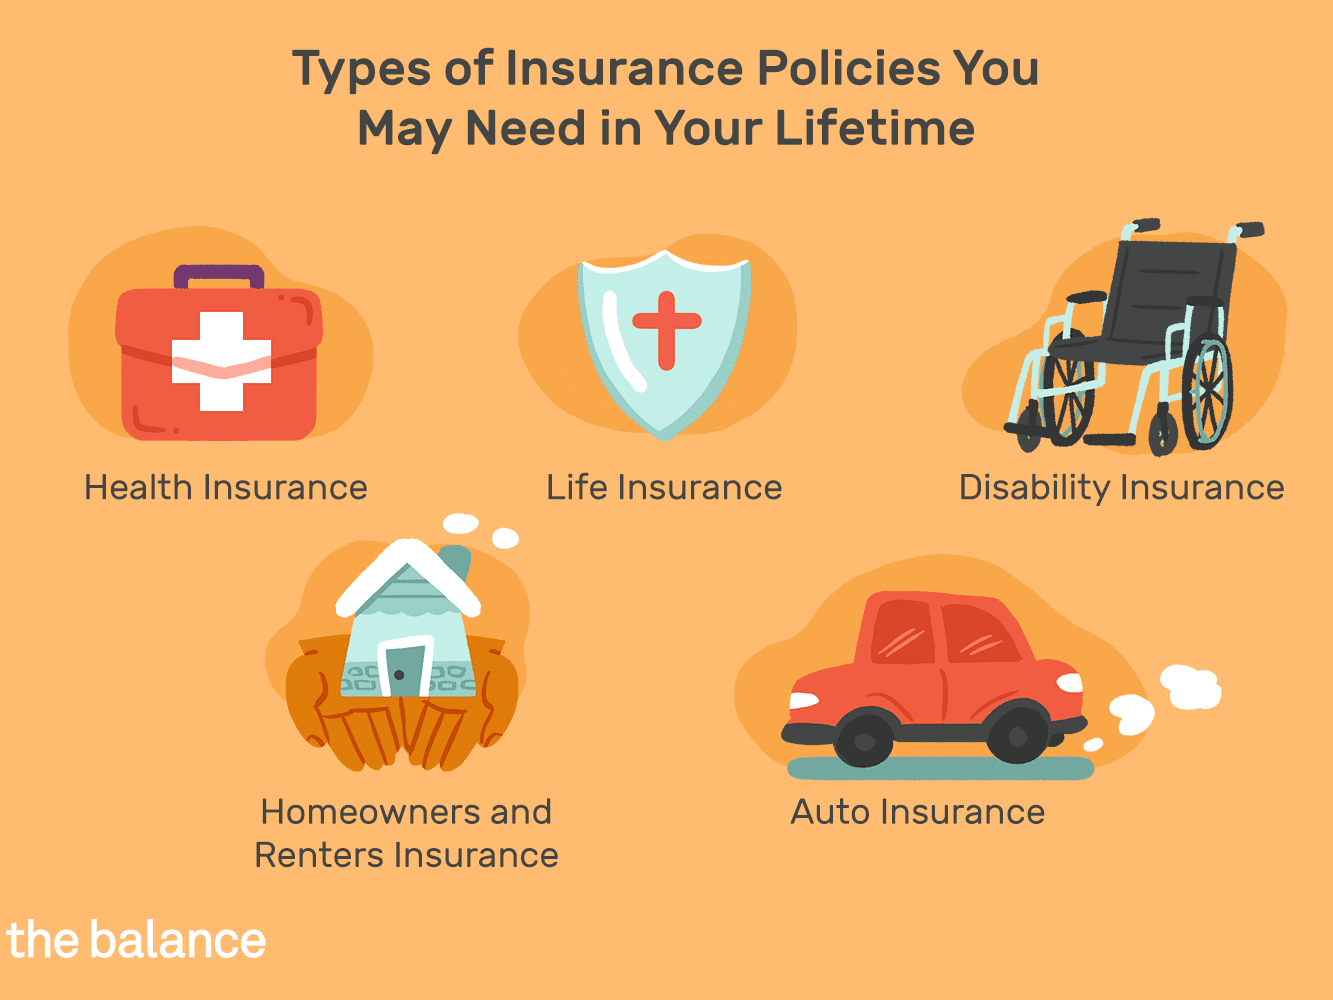 Types of Insurance Policies You
May Need in Your Lifetime
Health Insurance
Life Insurance
Disability Insurance
Homeowners and
Renters Insurance
Auto Insurance
the balance